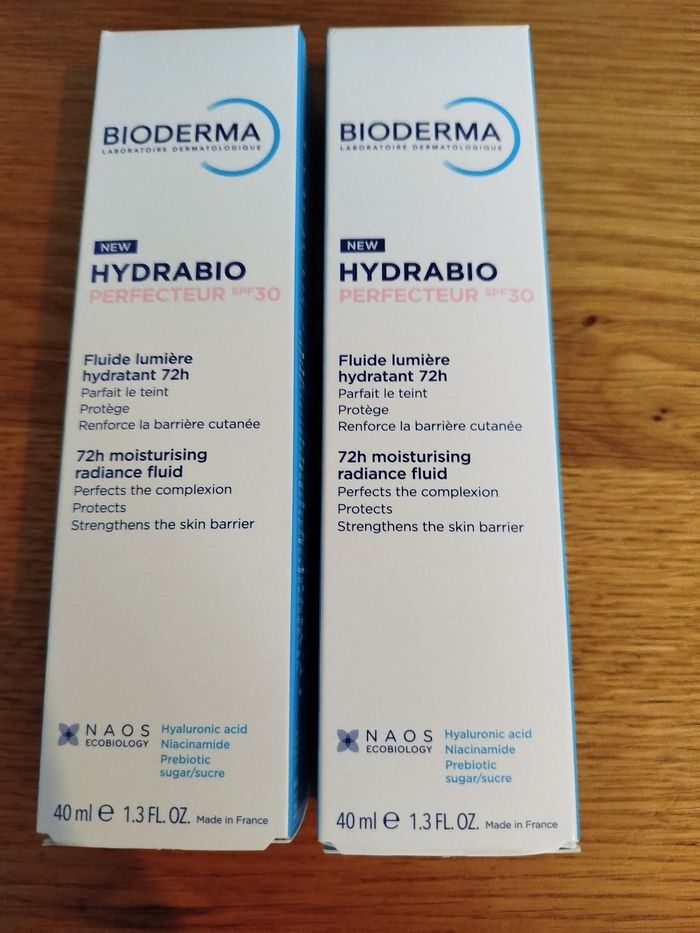 BIODERMA
LABORATOIRE DERMATOLOGIQUE
NEW
HYDRABIO
PERFECTEUR SPF30
Fluide lumière
hydratant 72h
Parfait le teint
Protège
Renforce la barrière cutanée
72h moisturising
radiance fluid
Perfects the complexion
Protects
Strengthens the skin barrier
NAOS
ECOBIOLOGY
Hyaluronic acid
Niacinamide
Prebiotic
sugar/sucre
40 ml e 1.3 FL. OZ. Made in France
BIODERMA
LABORATOIRE DERMATOLOGIQUE
NEW
HYDRABIO
PERFECTEUR SPF30
Fluide lumière
hydratant 72h
Parfait le teint
Protège
Renforce la barrière cutanée
72h moisturising
radiance fluid
Perfects the complexion
Protects
Strengthens the skin barrier
NAOS
ECOBIOLOGY
Hyaluronic acid
Niacinamide
Prebiotic
sugar/sucre
40 ml e 1.3 FL. OZ. Made in France